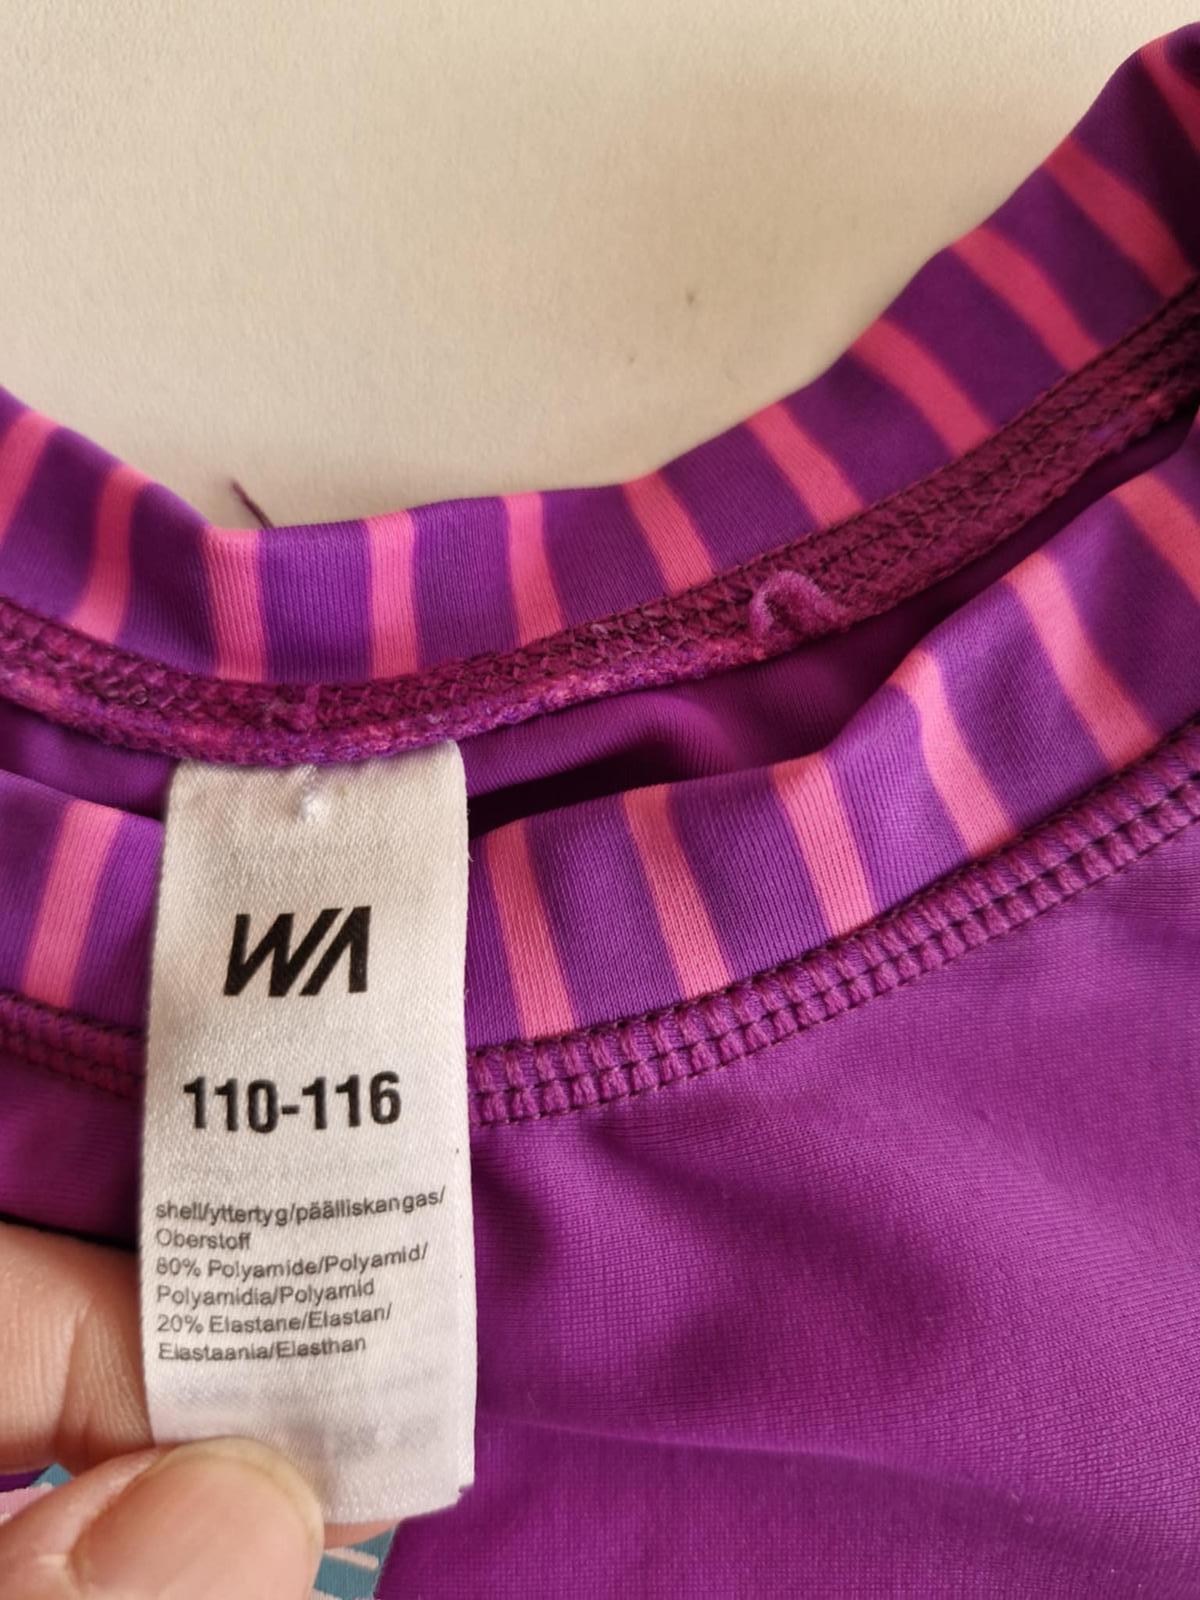 WA
110-116
shell/yttertyg/päälliskangas/
Oberstoff
80% Polyamide/Polyamid/
Polyamidia/Polyamid
20% Elastane/Elastan/
Elastaania/Elasthan